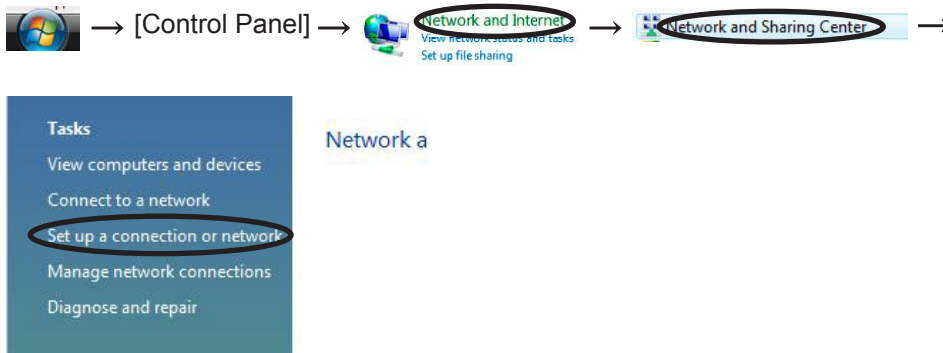 → [Control Panel] → Network and Internet → Network and Sharing Center →
View network status and tasks
Set up file sharing
Tasks
View computers and devices
Connect to a network
Set up a connection or network
Manage network connections
Diagnose and repair
Network a